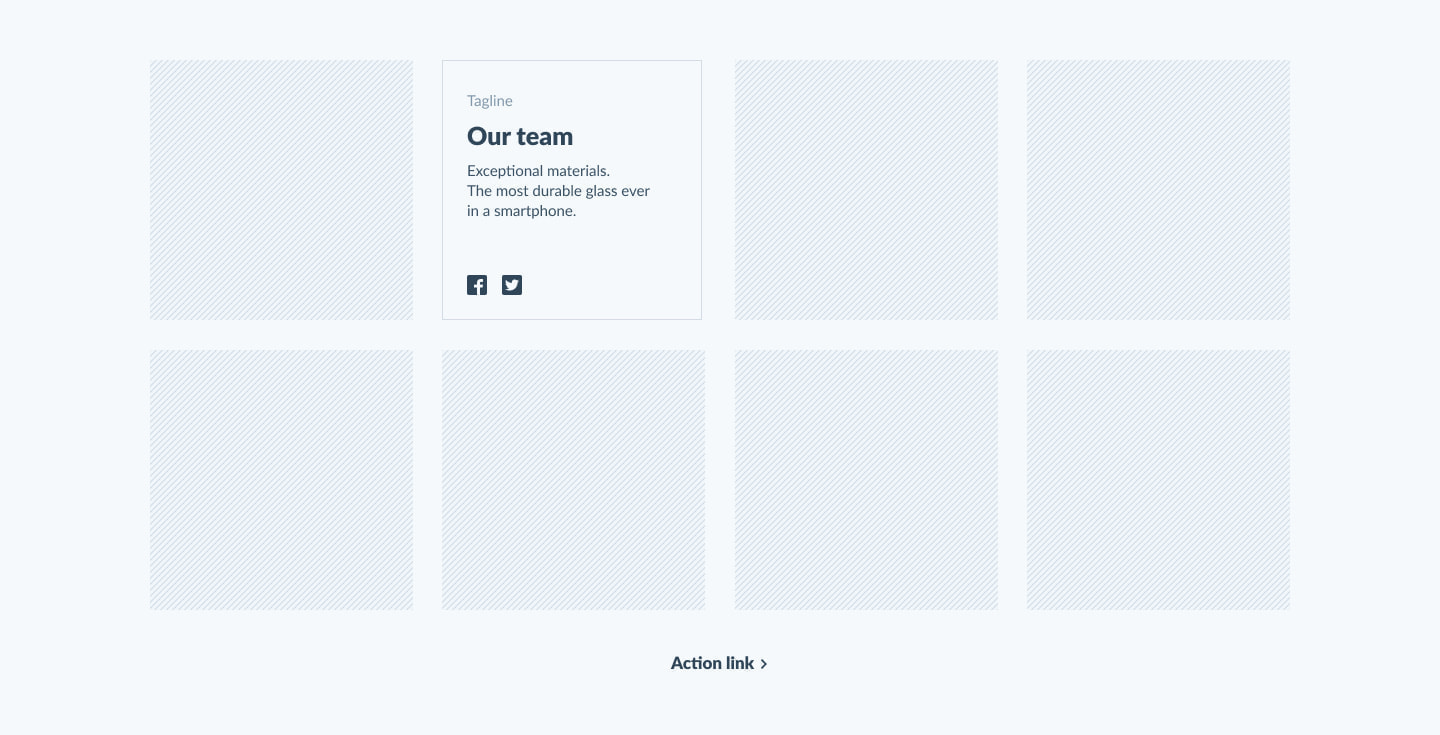 Tagline
Our team
Exceptional materials.
The most durable glass ever
in a smartphone.
Action link